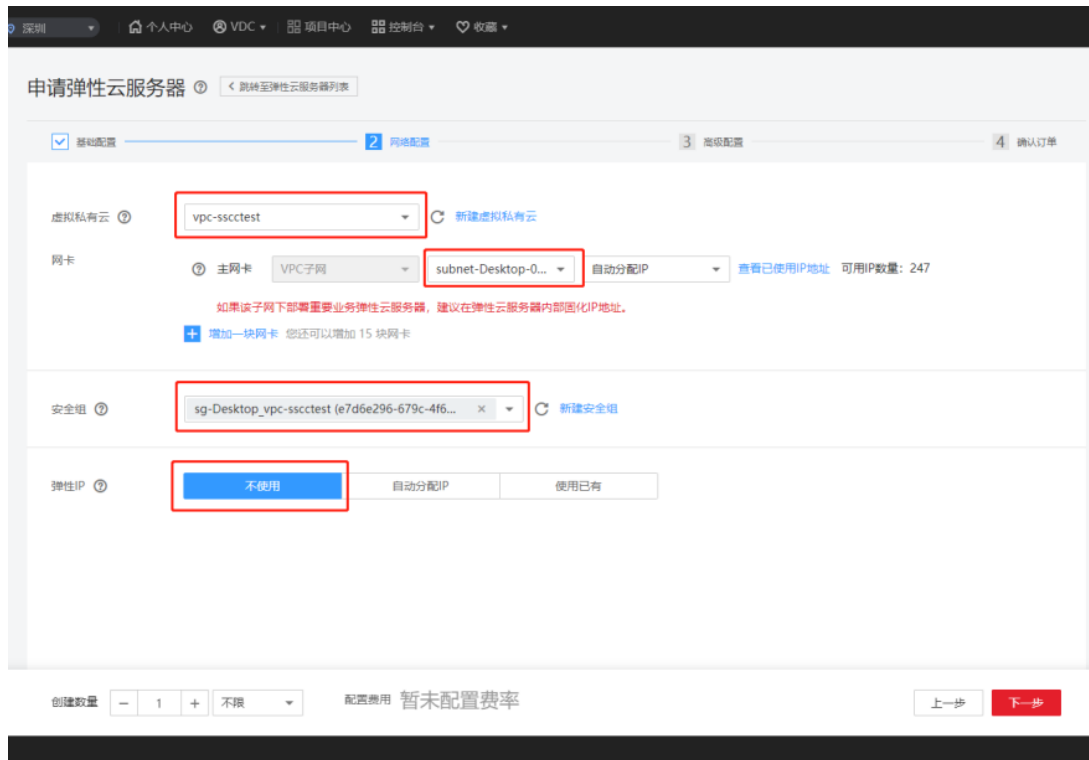 深圳 个人中心 VDC 项目中心 控制台 收藏
申请弹性云服务器 ? < 跳转至弹性云服务器列表
基础配置 2 网络配置 3 高级配置 4 确认订单
虚拟私有云 ? vpc-sscctest 新建虚拟私有云
网卡 ? 主网卡 VPC子网 subnet-Desktop-0... 自动分配IP 查看已使用IP地址 可用IP数量: 247
如果该子网下部署重要业务弹性云服务器，建议在弹性云服务器内部固化IP地址。
+ 增加一块网卡 您还可以增加 15 块网卡
安全组 ? sg-Desktop_vpc-sscctest (e7d6e296-679c-4f6... × 新建安全组
弹性IP ? 不使用 自动分配IP 使用已有
创建数量 − 1 + 不限 配置费用 暂未配置费率 上一步 下一步